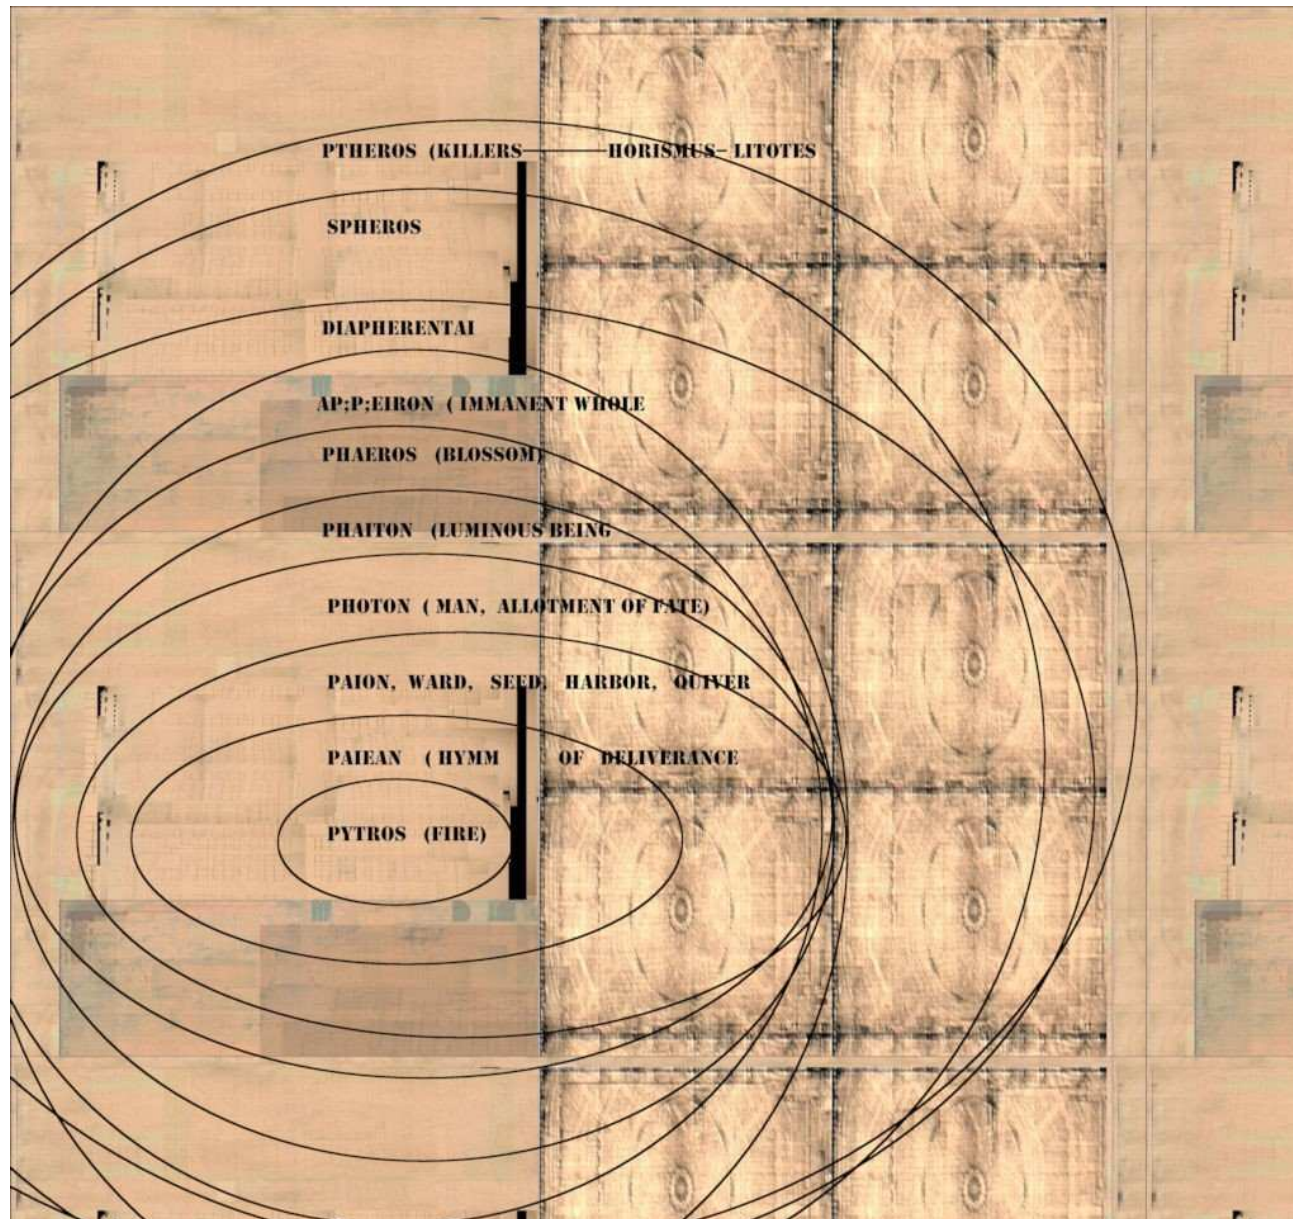 PTHEROS (KILLERS———HORISMUS– LITOTES
SPHEROS
DIAPHERENTAI
AP;P;EIRON ( IMMANENT WHOLE
PHAEROS (BLOSSOM)
PHAITON (LUMINOUS BEING
PHOTON ( MAN, ALLOTMENT OF FATE)
PAION, WARD, SEED, HARBOR, QUIVER
PAIEAN ( HYMM OF DELIVERANCE
PYTROS (FIRE)